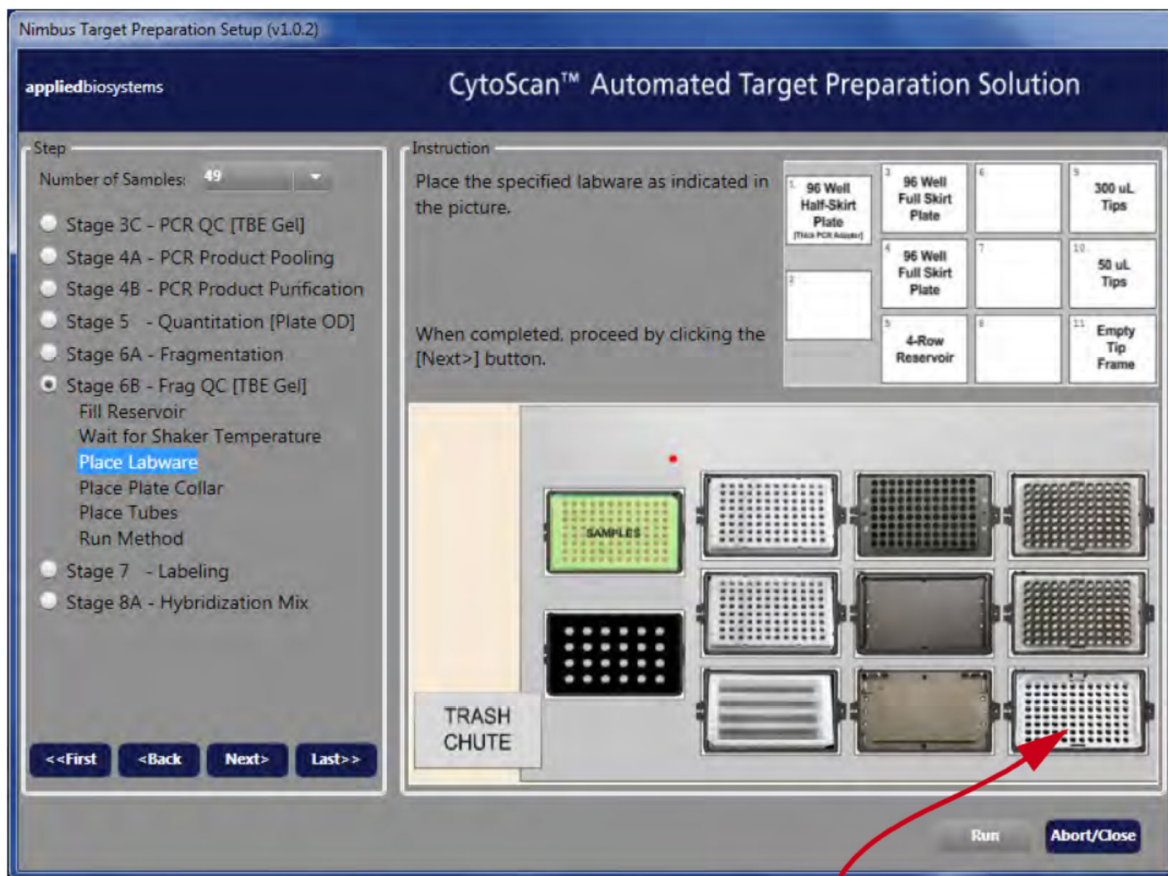 Nimbus Target Preparation Setup (v1.0.2)
appliedbiosystems
CytoScan™ Automated Target Preparation Solution
Step
Number of Samples: 49
Stage 3C - PCR QC [TBE Gel]
Stage 4A - PCR Product Pooling
Stage 4B - PCR Product Purification
Stage 5 - Quantitation [Plate OD]
Stage 6A - Fragmentation
Stage 6B - Frag QC [TBE Gel]
Fill Reservoir
Wait for Shaker Temperature
Place Labware
Place Plate Collar
Place Tubes
Run Method
Stage 7 - Labeling
Stage 8A - Hybridization Mix
<<First
<Back
Next>
Last>>
Instruction
Place the specified labware as indicated in
the picture.
When completed, proceed by clicking the
[Next>] button.
1
96 Well
Half-Skirt
Plate
[Thick PCR Adapter]
2
3
96 Well
Full Skirt
Plate
4
96 Well
Full Skirt
Plate
5
4-Row
Reservoir
6
7
8
9
300 uL
Tips
10
50 uL
Tips
11
Empty
Tip
Frame
SAMPLES
TRASH
CHUTE
Run
Abort/Close